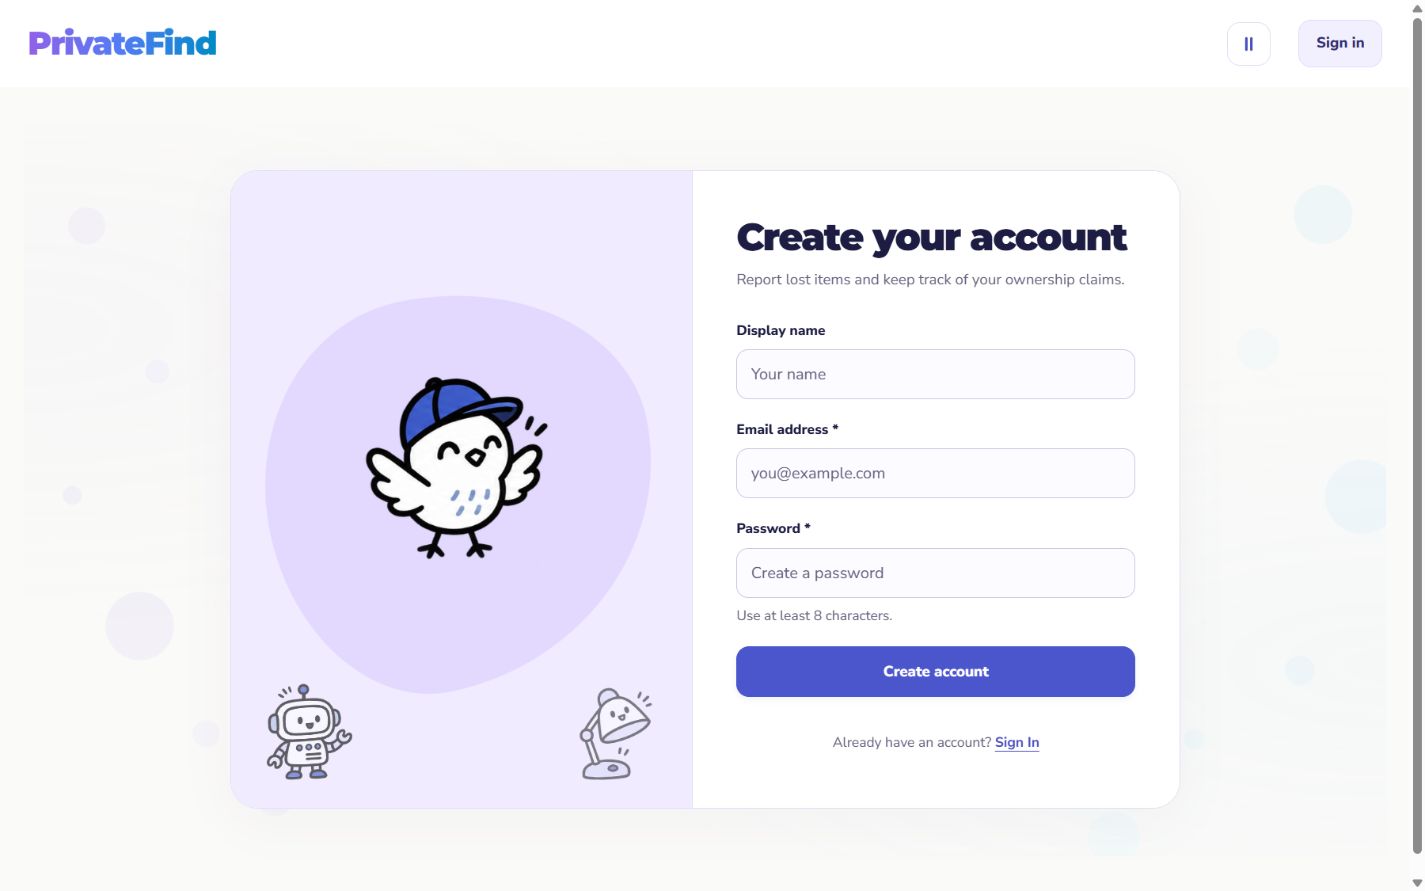 PrivateFind
Sign in
Create your account
Report lost items and keep track of your ownership claims.
Display name
Your name
Email address *
you@example.com
Password *
Create a password
Use at least 8 characters.
Create account
Already have an account? Sign In